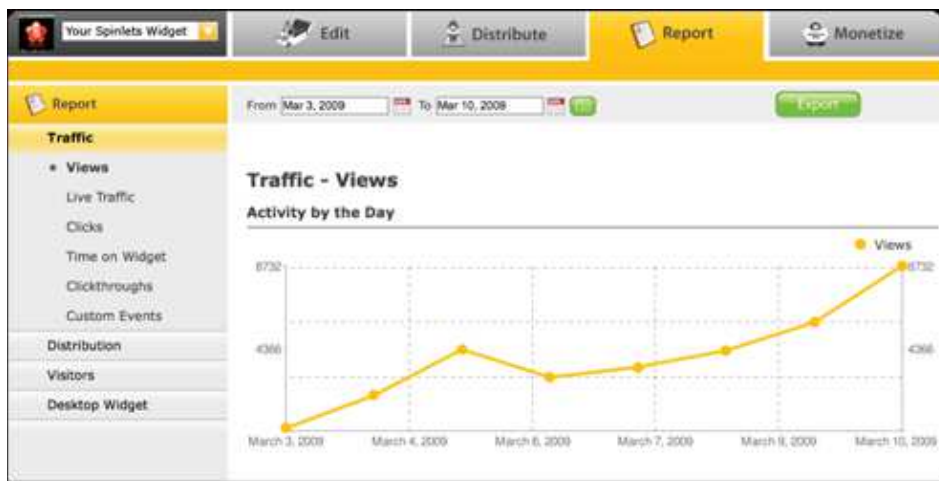 Your Spinlets Widget
Edit
Distribute
Report
Monetize
Report
From Mar 3, 2009 To Mar 10, 2009
Export
Traffic
Views
Live Traffic
Clicks
Time on Widget
Clickthroughs
Custom Events
Distribution
Visitors
Desktop Widget
Traffic - Views
Activity by the Day
Views
8732 8732
4366 4366
March 3, 2009 March 4, 2009 March 6, 2009 March 7, 2009 March 9, 2009 March 10, 2009